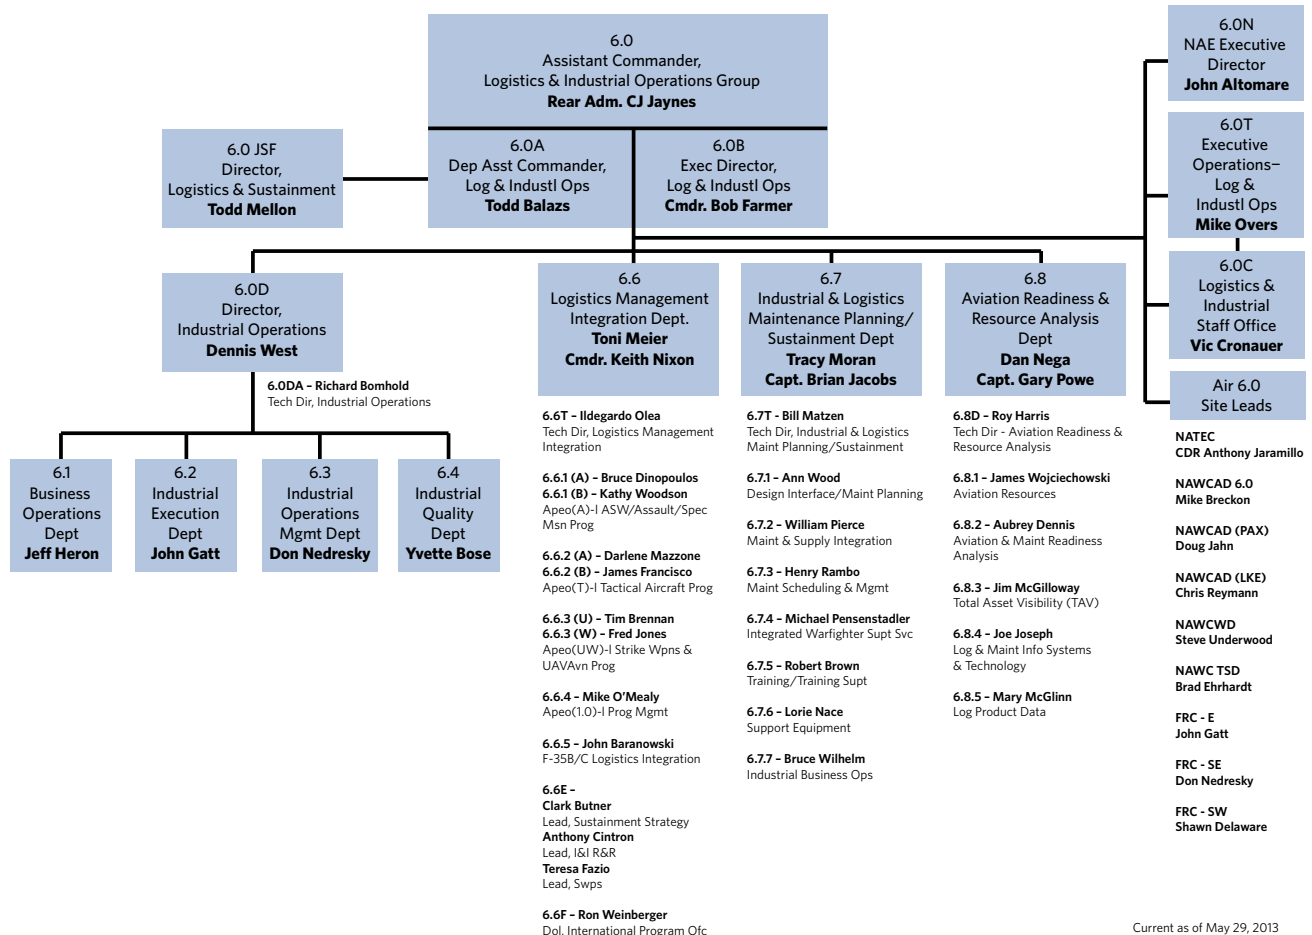 6.0
Assistant Commander,
Logistics & Industrial Operations Group
Rear Adm. CJ Jaynes
6.0 JSF
Director,
Logistics & Sustainment
Todd Mellon
6.0A
Dep Asst Commander,
Log & Industl Ops
Todd Balazs
6.0B
Exec Director,
Log & Industl Ops
Cmdr. Bob Farmer
6.0N
NAE Executive
Director
John Altomare
6.0T
Executive
Operations–
Log &
Industl Ops
Mike Overs
6.0C
Logistics &
Industrial
Staff Office
Vic Cronauer
Air 6.0
Site Leads
NATEC
CDR Anthony Jaramillo
NAWCAD 6.0
Mike Breckon
NAWCAD (PAX)
Doug Jahn
NAWCAD (LKE)
Chris Reymann
NAWCWD
Steve Underwood
NAWC TSD
Brad Ehrhardt
FRC - E
John Gatt
FRC - SE
Don Nedresky
FRC - SW
Shawn Delaware
6.0D
Director,
Industrial Operations
Dennis West
6.0DA – Richard Bomhold
Tech Dir, Industrial Operations
6.1
Business
Operations
Dept
Jeff Heron
6.2
Industrial
Execution
Dept
John Gatt
6.3
Industrial
Operations
Mgmt Dept
Don Nedresky
6.4
Industrial
Quality
Dept
Yvette Bose
6.6
Logistics Management
Integration Dept.
Toni Meier
Cmdr. Keith Nixon
6.6T – Ildegardo Olea
Tech Dir, Logistics Management
Integration
6.6.1 (A) – Bruce Dinopoulos
6.6.1 (B) – Kathy Woodson
Apeo(A)-l ASW/Assault/Spec
Msn Prog
6.6.2 (A) – Darlene Mazzone
6.6.2 (B) – James Francisco
Apeo(T)-l Tactical Aircraft Prog
6.6.3 (U) – Tim Brennan
6.6.3 (W) – Fred Jones
Apeo(UW)-l Strike Wpns &
UAVAvn Prog
6.6.4 – Mike O’Mealy
Apeo(1.0)-l Prog Mgmt
6.6.5 – John Baranowski
F-35B/C Logistics Integration
6.6E –
Clark Butner
Lead, Sustainment Strategy
Anthony Cintron
Lead, I&I R&R
Teresa Fazio
Lead, Swps
6.6F – Ron Weinberger
Dol, International Program Ofc
6.7
Industrial & Logistics
Maintenance Planning/
Sustainment Dept
Tracy Moran
Capt. Brian Jacobs
6.7T - Bill Matzen
Tech Dir, Industrial & Logistics
Maint Planning/Sustainment
6.7.1 – Ann Wood
Design Interface/Maint Planning
6.7.2 – William Pierce
Maint & Supply Integration
6.7.3 – Henry Rambo
Maint Scheduling & Mgmt
6.7.4 – Michael Pensenstadler
Integrated Warfighter Supt Svc
6.7.5 – Robert Brown
Training/Training Supt
6.7.6 – Lorie Nace
Support Equipment
6.7.7 – Bruce Wilhelm
Industrial Business Ops
6.8
Aviation Readiness &
Resource Analysis
Dept
Dan Nega
Capt. Gary Powe
6.8D – Roy Harris
Tech Dir - Aviation Readiness &
Resource Analysis
6.8.1 – James Wojciechowski
Aviation Resources
6.8.2 – Aubrey Dennis
Aviation & Maint Readiness
Analysis
6.8.3 – Jim McGilloway
Total Asset Visibility (TAV)
6.8.4 – Joe Joseph
Log & Maint Info Systems
& Technology
6.8.5 – Mary McGlinn
Log Product Data
Current as of May 29, 2013